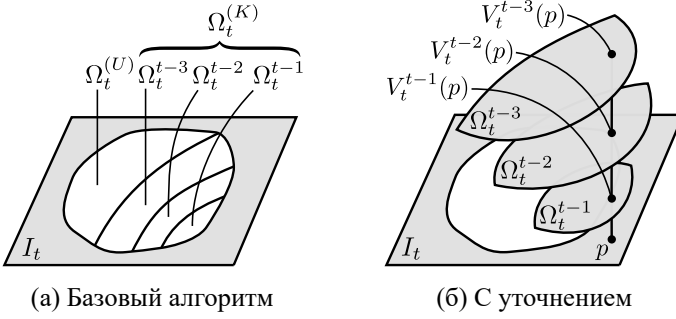 Ω_t^{(K)}
Ω_t^{(U)} Ω_t^{t−3} Ω_t^{t−2} Ω_t^{t−1}
I_t
(а) Базовый алгоритм
V_t^{t−3}(p)
V_t^{t−2}(p)
V_t^{t−1}(p)
Ω_t^{t−3}
Ω_t^{t−2}
Ω_t^{t−1}
I_t
p
(б) С уточнением